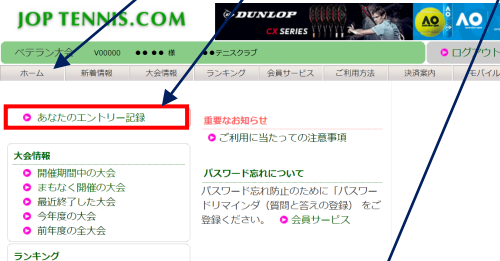 JOP TENNIS.COM
DUNLOP
CX SERIES
AO
AO
ベテラン大会 V00000 ●●●● 様 ●●テニスクラブ
ログアウト
ホーム 新着情報 大会情報 ランキング 会員サービス ご利用方法 決済案内 モバイル
あなたのエントリー記録
重要なお知らせ
ご利用に当たっての注意事項
大会情報
開催期間中の大会
まもなく開催の大会
最近終了した大会
今年度の大会
前年度の全大会
パスワード忘れについて
パスワード忘れ防止のために「パスワー
ドリマインダ（質問と答えの登録） をご
登録ください。 会員サービス
ランキング